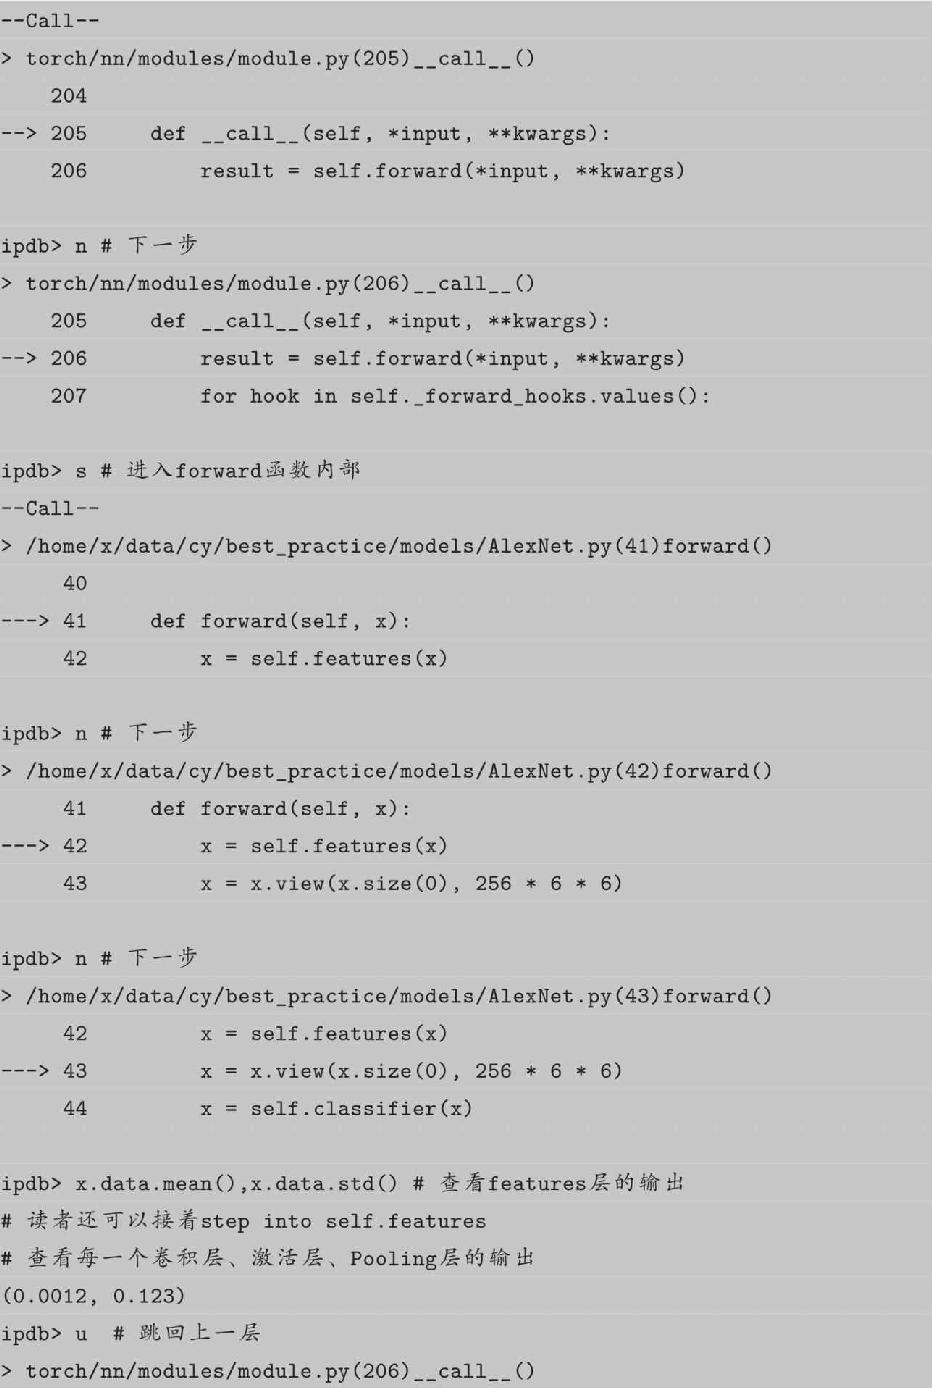 --Call--
> torch/nn/modules/module.py(205)__call__()
    204
--> 205     def __call__(self, *input, **kwargs):
    206         result = self.forward(*input, **kwargs)

ipdb> n # 下一步
> torch/nn/modules/module.py(206)__call__()
    205     def __call__(self, *input, **kwargs):
--> 206         result = self.forward(*input, **kwargs)
    207         for hook in self._forward_hooks.values():

ipdb> s # 进入forward函数内部
--Call--
> /home/x/data/cy/best_practice/models/AlexNet.py(41)forward()
     40
---> 41     def forward(self, x):
     42         x = self.features(x)

ipdb> n # 下一步
> /home/x/data/cy/best_practice/models/AlexNet.py(42)forward()
     41     def forward(self, x):
---> 42         x = self.features(x)
     43         x = x.view(x.size(0), 256 * 6 * 6)

ipdb> n # 下一步
> /home/x/data/cy/best_practice/models/AlexNet.py(43)forward()
     42         x = self.features(x)
---> 43         x = x.view(x.size(0), 256 * 6 * 6)
     44         x = self.classifier(x)

ipdb> x.data.mean(),x.data.std() # 查看features层的输出
# 读者还可以接着step into self.features
# 查看每一个卷积层、激活层、Pooling层的输出
(0.0012, 0.123)
ipdb> u  # 跳回上一层
> torch/nn/modules/module.py(206)__call__()